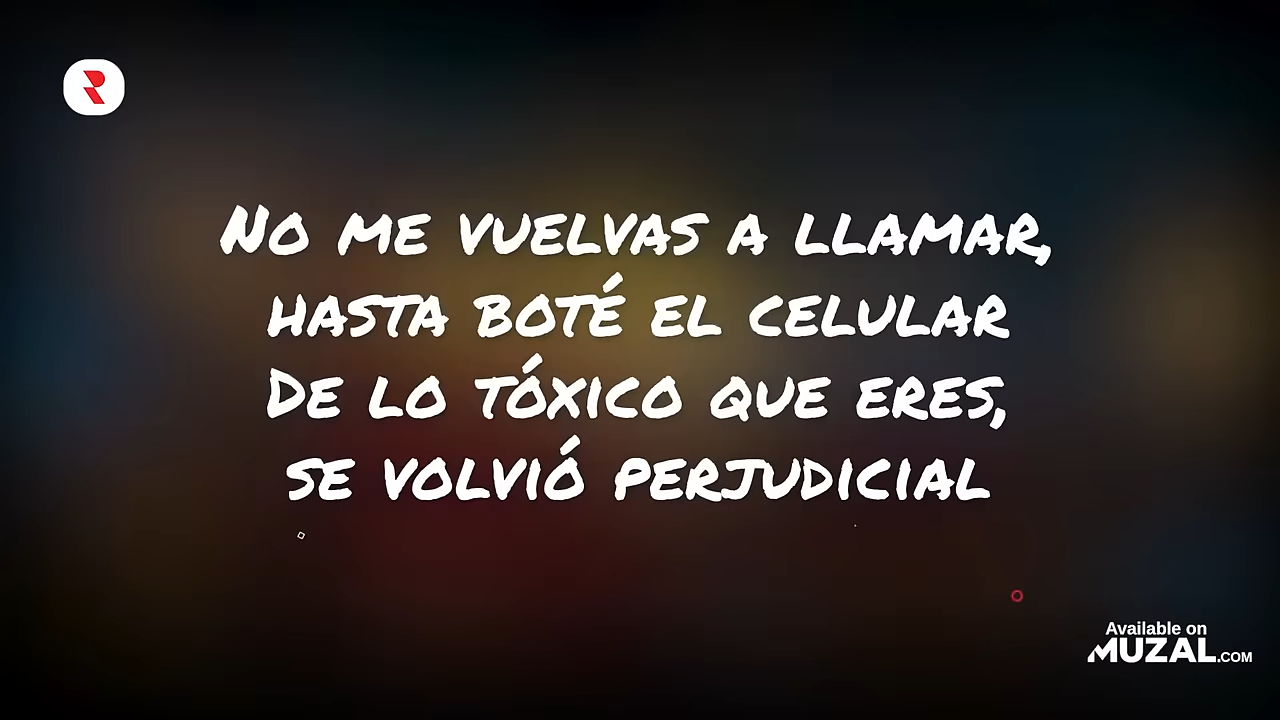 No me vuelvas a llamar,
hasta boté el celular
De lo tóxico que eres,
se volvió perjudicial
R
Available on
MUZAL.COM